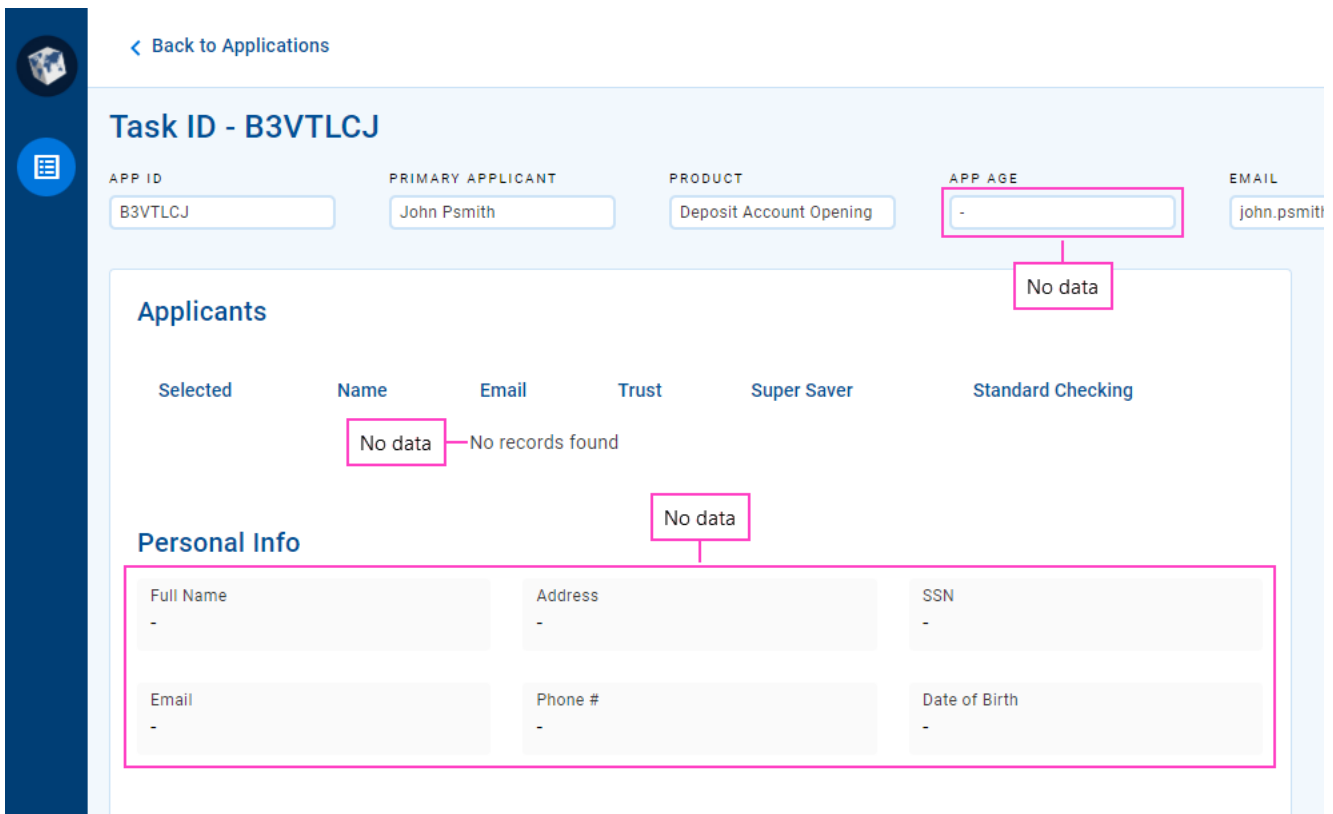 Back to Applications
Task ID - B3VTLCJ
APP ID PRIMARY APPLICANT PRODUCT APP AGE EMAIL
B3VTLCJ John Psmith Deposit Account Opening - john.psmith
No data
Applicants
Selected Name Email Trust Super Saver Standard Checking
No data No records found
No data
Personal Info
Full Name Address SSN
- - -
Email Phone # Date of Birth
- - -